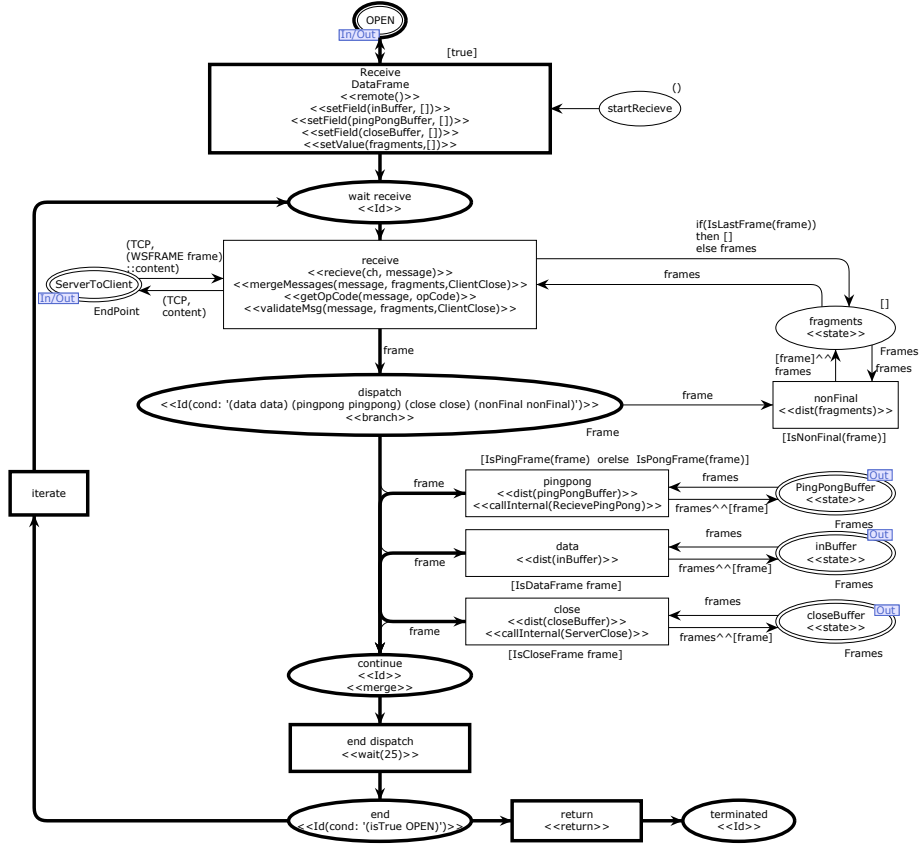 OPEN
In/Out
[true]
Receive
DataFrame
<<remote()>>
<<setField(inBuffer, [])>>
<<setField(pingPongBuffer, [])>>
<<setField(closeBuffer, [])>>
<<setValue(fragments,[])>>
()
startRecieve
wait receive
<<Id>>
(TCP,
(WSFRAME frame)
::content)
ServerToClient
In/Out
EndPoint
(TCP,
content)
receive
<<recieve(ch, message)>>
<<mergeMessages(message, fragments,ClientClose)>>
<<getOpCode(message, opCode)>>
<<validateMsg(message, fragments,ClientClose)>>
if(IsLastFrame(frame))
then []
else frames
frames
[]
fragments
<<state>>
Frames
frames
[frame]^^
frames
frame
dispatch
<<Id(cond: '(data data) (pingpong pingpong) (close close) (nonFinal nonFinal)')>>
<<branch>>
Frame
frame
nonFinal
<<dist(fragments)>>
[IsNonFinal(frame)]
[IsPingFrame(frame) orelse IsPongFrame(frame)]
frame
pingpong
<<dist(pingPongBuffer)>>
<<callInternal(RecievePingPong)>>
frames
frames^^[frame]
Out
PingPongBuffer
<<state>>
Frames
iterate
frame
data
<<dist(inBuffer)>>
[IsDataFrame frame]
frames
frames^^[frame]
Out
inBuffer
<<state>>
Frames
frame
close
<<dist(closeBuffer)>>
<<callInternal(ServerClose)>>
[IsCloseFrame frame]
frames
frames^^[frame]
Out
closeBuffer
<<state>>
Frames
continue
<<Id>>
<<merge>>
end dispatch
<<wait(25)>>
end
<<Id(cond: '(isTrue OPEN)')>>
return
<<return>>
terminated
<<Id>>